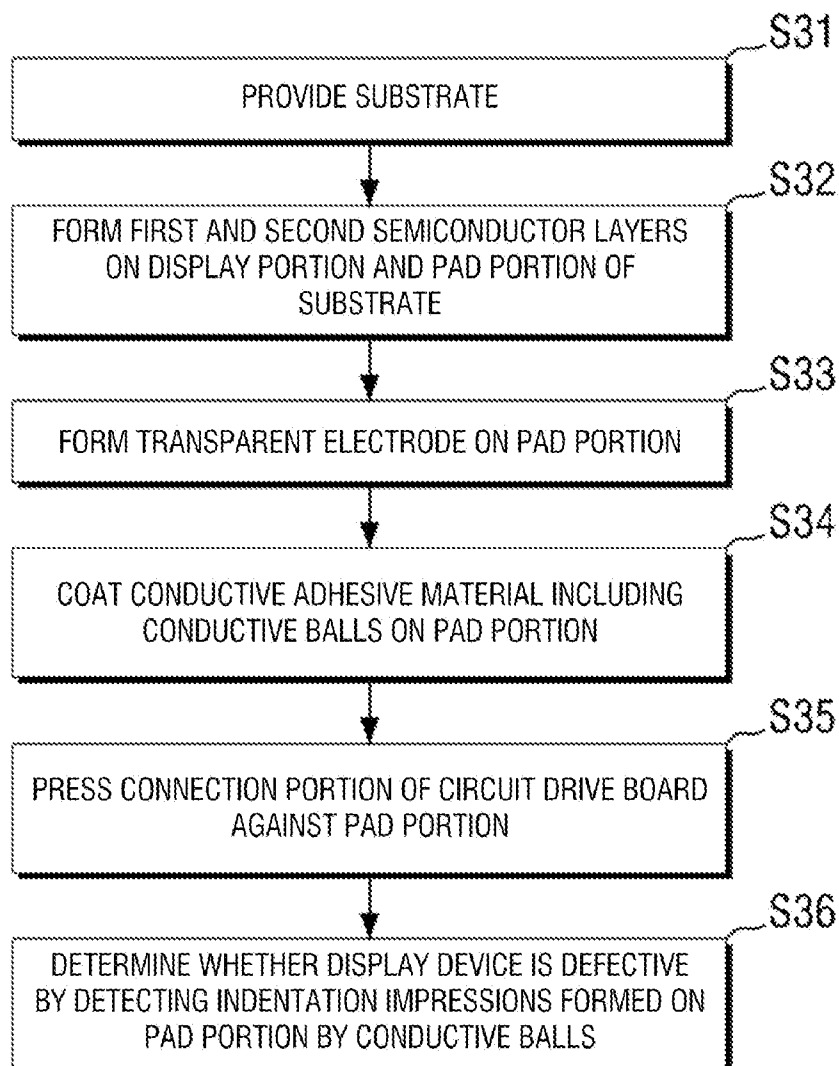 S31
PROVIDE SUBSTRATE
S32
FORM FIRST AND SECOND SEMICONDUCTOR LAYERS
ON DISPLAY PORTION AND PAD PORTION OF
SUBSTRATE
S33
FORM TRANSPARENT ELECTRODE ON PAD PORTION
S34
COAT CONDUCTIVE ADHESIVE MATERIAL INCLUDING
CONDUCTIVE BALLS ON PAD PORTION
S35
PRESS CONNECTION PORTION OF CIRCUIT DRIVE BOARD
AGAINST PAD PORTION
S36
DETERMINE WHETHER DISPLAY DEVICE IS DEFECTIVE
BY DETECTING INDENTATION IMPRESSIONS FORMED ON
PAD PORTION BY CONDUCTIVE BALLS